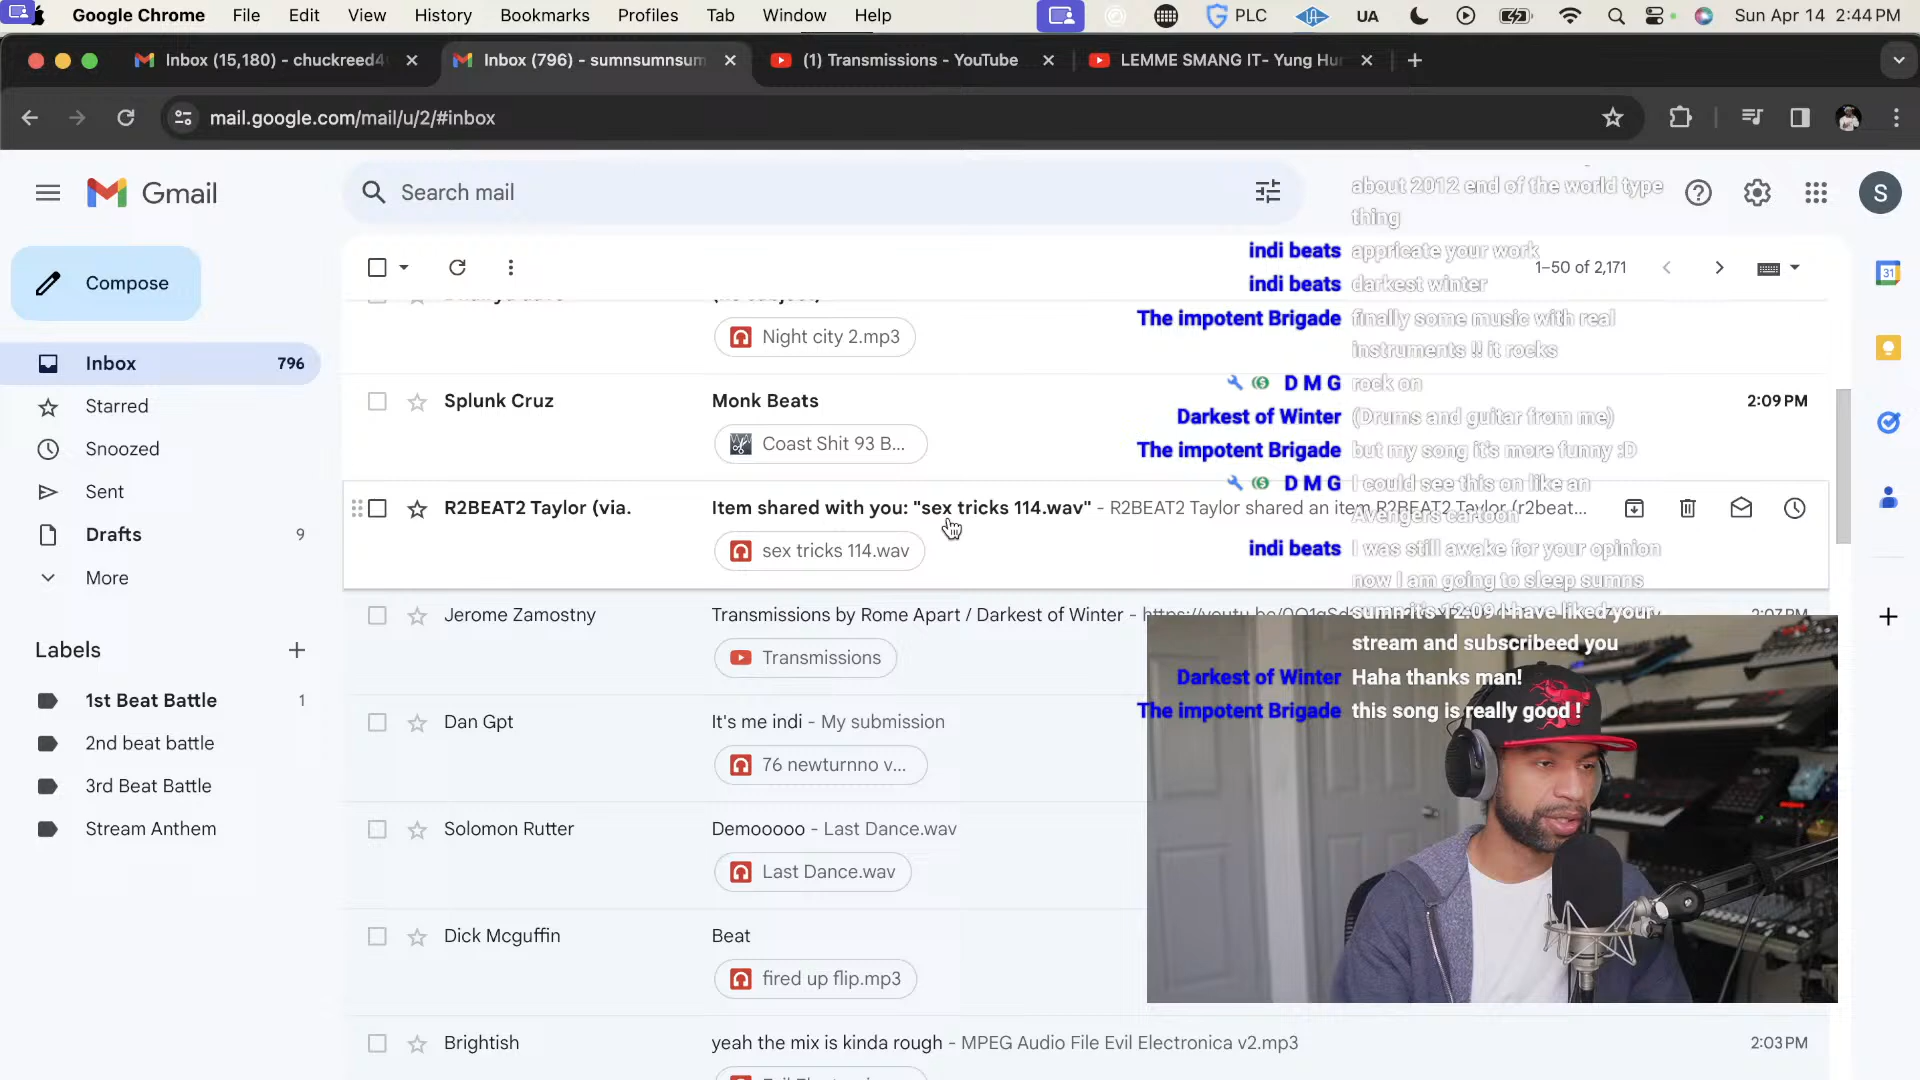 Google Chrome File Edit View History Bookmarks Profiles Tab Window Help PLC UA Sun Apr 14 2:44 PM
Inbox (15,180) - chuckreed4
Inbox (796) - sumnsumnsum
(1) Transmissions - YouTube
LEMME SMANG IT- Yung Hu
mail.google.com/mail/u/2/#inbox
Gmail
Search mail
S
Compose
Inbox 796
Starred
Snoozed
Sent
Drafts 9
More
Labels
1st Beat Battle 1
2nd beat battle
3rd Beat Battle
Stream Anthem
1–50 of 2,171
31
Night city 2.mp3
Splunk Cruz Monk Beats 2:09 PM
Coast Shit 93 B...
R2BEAT2 Taylor (via. Item shared with you: "sex tricks 114.wav" - R2BEAT2 Taylor shared an item R2BEAT2 Taylor (r2beat...
sex tricks 114.wav
Jerome Zamostny Transmissions by Rome Apart / Darkest of Winter - 2:07 PM
Transmissions
Dan Gpt It's me indi - My submission
76 newturnno v...
Solomon Rutter Demooooo - Last Dance.wav
Last Dance.wav
Dick Mcguffin Beat
fired up flip.mp3
Brightish yeah the mix is kinda rough - MPEG Audio File Evil Electronica v2.mp3 2:03 PM
about 2012 end of the world type
thing
indi beats appricate your work
indi beats darkest winter
The impotent Brigade finally some music with real
instruments !! it rocks
D M G rock on
Darkest of Winter (Drums and guitar from me)
The impotent Brigade but my song it's more funny :D
D M G I could see this on like an
Avengers cartoon
indi beats I was still awake for your opinion
now I am going to sleep sumns
sumn it's 12:09 I have liked your
stream and subscribeed you
Darkest of Winter Haha thanks man!
The impotent Brigade this song is really good !